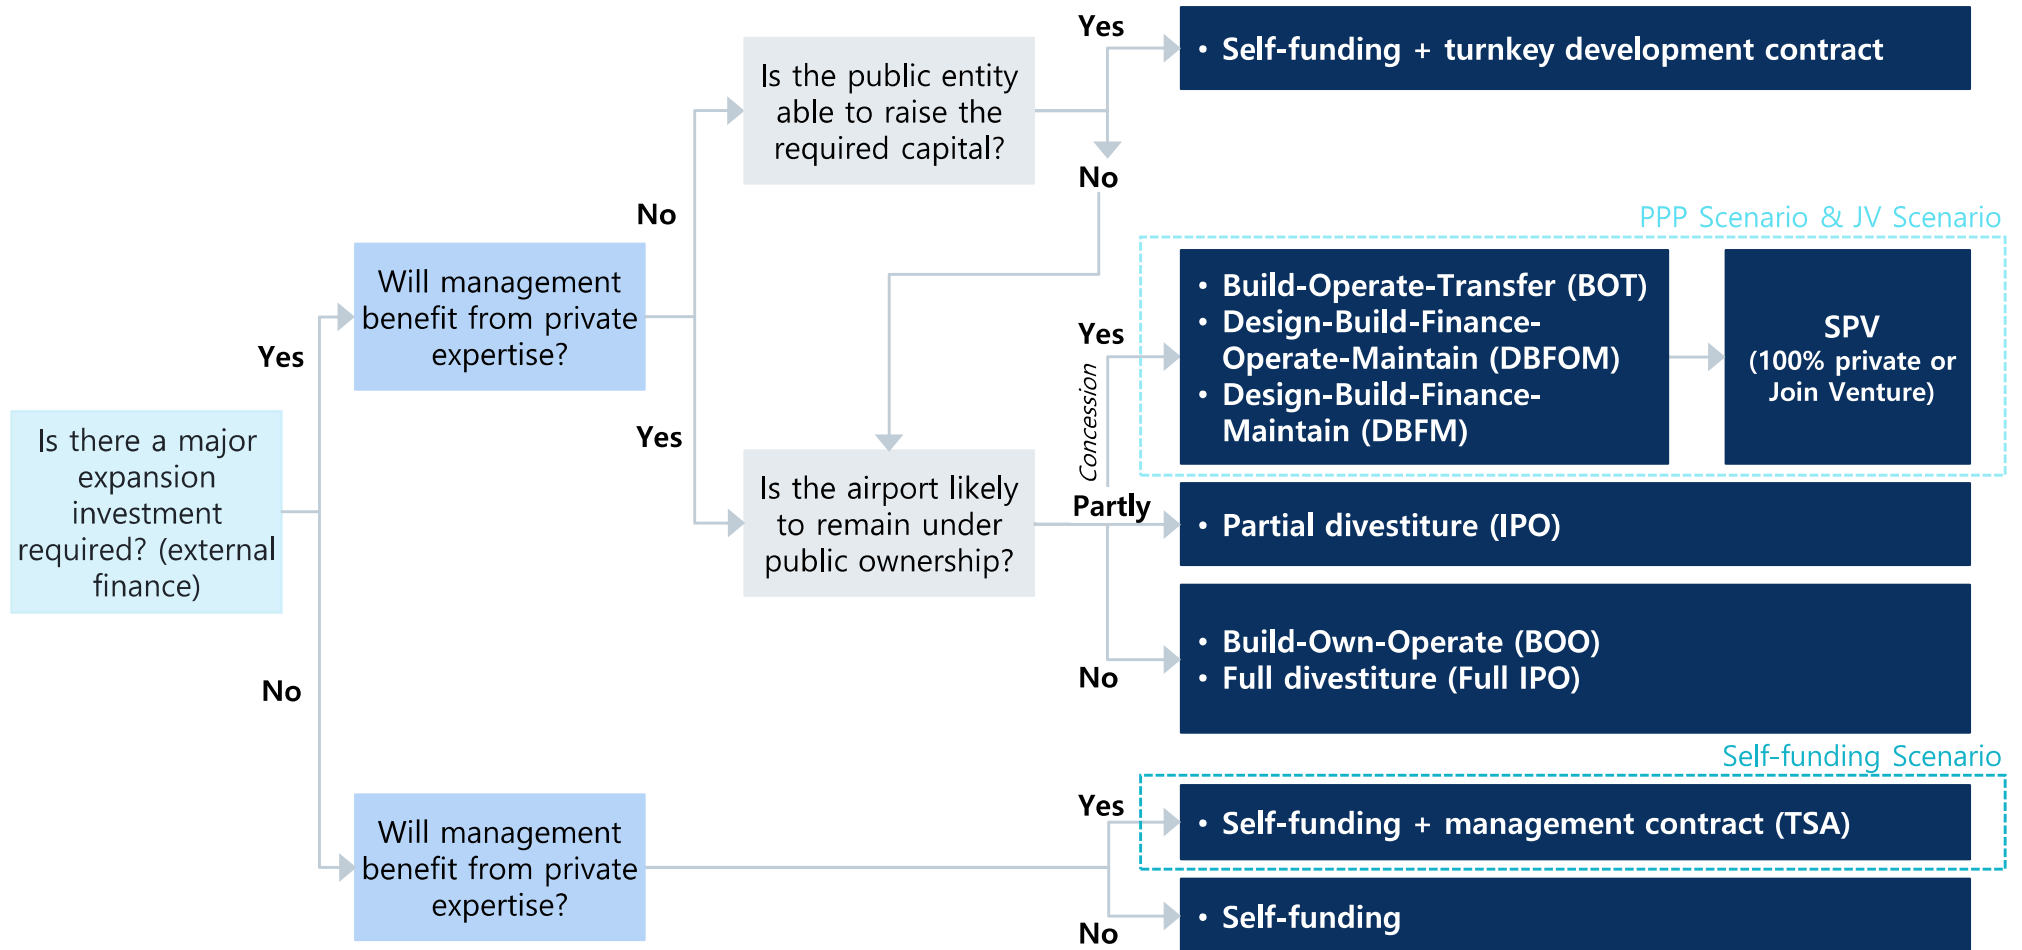 Is there a major
expansion
investment
required? (external
finance)
Yes
No
Will management
benefit from private
expertise?
No
Yes
Is the public entity
able to raise the
required capital?
Yes
No
• Self-funding + turnkey development contract
Is the airport likely
to remain under
public ownership?
Concession
Yes
Partly
No
PPP Scenario & JV Scenario
• Build-Operate-Transfer (BOT)
• Design-Build-Finance-
Operate-Maintain (DBFOM)
• Design-Build-Finance-
Maintain (DBFM)
SPV
(100% private or
Join Venture)
• Partial divestiture (IPO)
• Build-Own-Operate (BOO)
• Full divestiture (Full IPO)
Will management
benefit from private
expertise?
Yes
No
Self-funding Scenario
• Self-funding + management contract (TSA)
• Self-funding